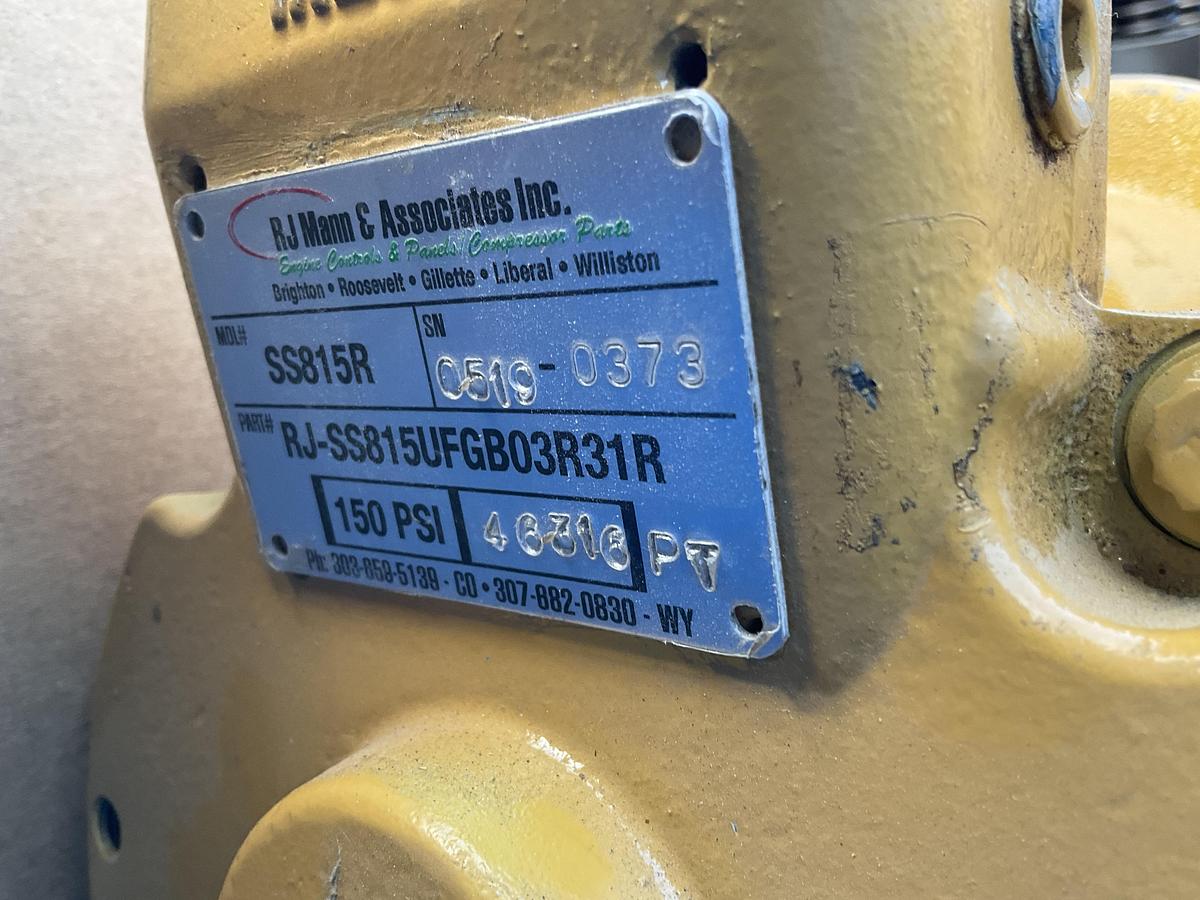 RJ Mann & Associates Inc.
Engine Controls & Panels/Compressor Parts
Brighton • Roosevelt • Gillette • Liberal • Williston
MDL# SS815R SN 0519-0373
PART# RJ-SS815UFGB03R31R
150 PSI 46316 PT
Ph: 303-659-5139 - CO • 307-682-0830 - WY